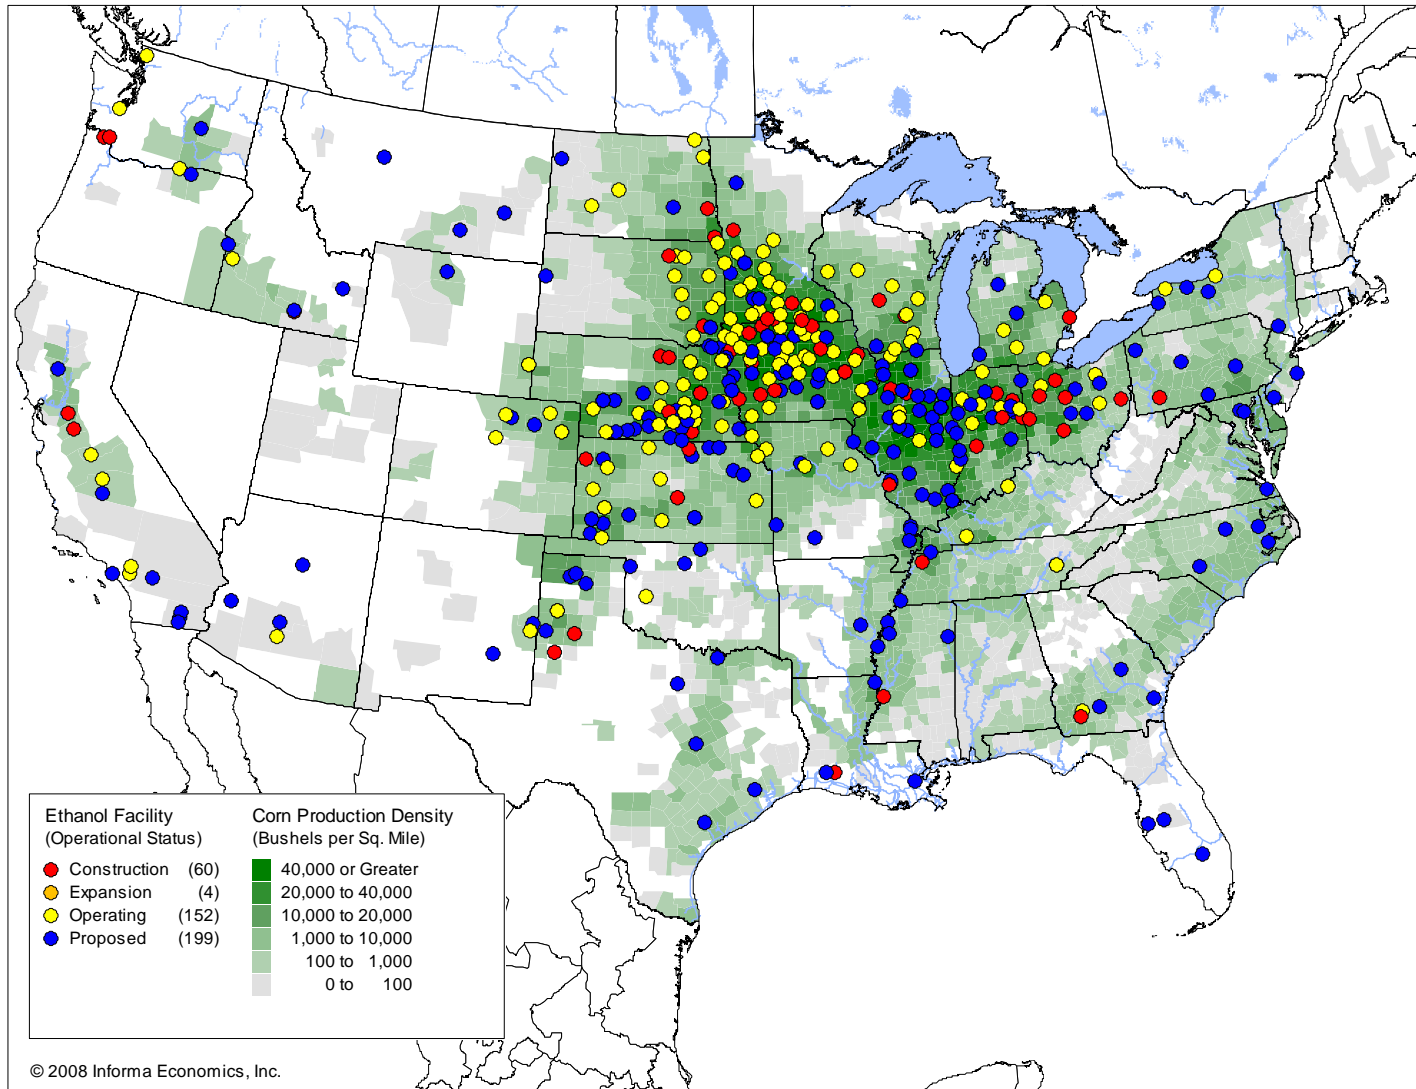 Ethanol Facility
(Operational Status)
Construction (60)
Expansion (4)
Operating (152)
Proposed (199)
Corn Production Density
(Bushels per Sq. Mile)
40,000 or Greater
20,000 to 40,000
10,000 to 20,000
1,000 to 10,000
100 to 1,000
0 to 100
© 2008 Informa Economics, Inc.